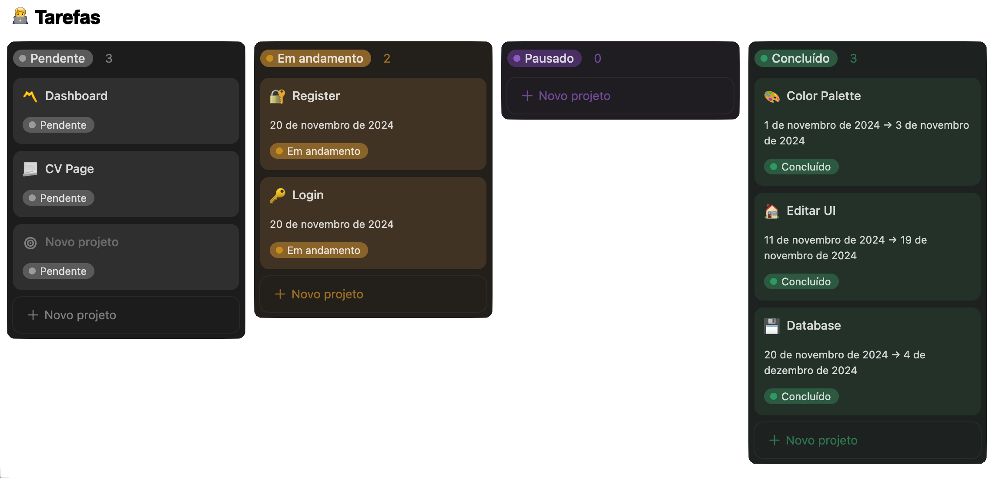 Tarefas
Pendente 3
Dashboard
Pendente
CV Page
Pendente
Novo projeto
Pendente
+ Novo projeto
Em andamento 2
Register
20 de novembro de 2024
Em andamento
Login
20 de novembro de 2024
Em andamento
+ Novo projeto
Pausado 0
+ Novo projeto
Concluído 3
Color Palette
1 de novembro de 2024 → 3 de novembro
de 2024
Concluído
Editar UI
11 de novembro de 2024 → 19 de
novembro de 2024
Concluído
Database
20 de novembro de 2024 → 4 de
dezembro de 2024
Concluído
+ Novo projeto